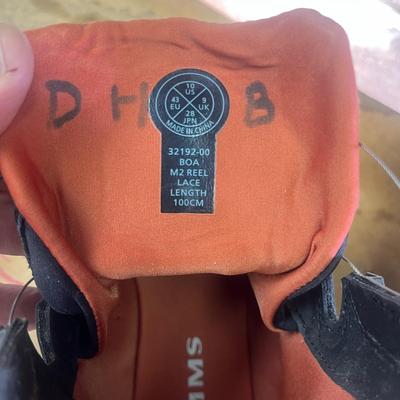 D H B
10
US
43
EU
9
UK
28
JPN
MADE IN CHINA
32192-00
BOA
M2 REEL
LACE
LENGTH
100CM
MMS